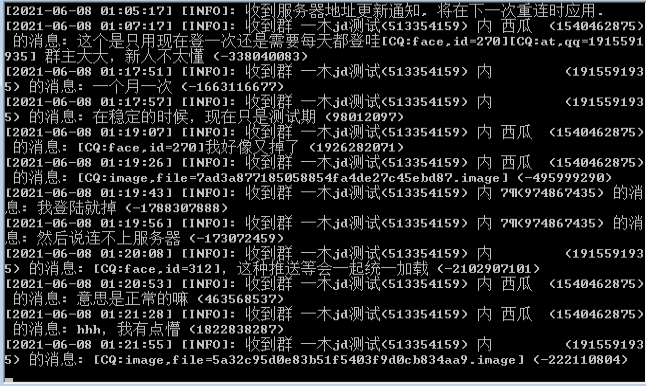 [2021-06-08 01:05:17] [INFO]: 收到服务器地址更新通知, 将在下一次重连时应用.
[2021-06-08 01:07:57] [INFO]: 收到群 一木jd测试(513354159) 内 西瓜 (1540462875)
的消息: 这个是只用现在登一次还是需要每天都登哇[CQ:face,id=270][CQ:at,qq=1915591
935] 群主大大, 新人不太懂 (-338040083)
[2021-06-08 01:17:51] [INFO]: 收到群 一木jd测试(513354159) 内 (191559193
5) 的消息: 一个月一次 (-1663116677)
[2021-06-08 01:17:57] [INFO]: 收到群 一木jd测试(513354159) 内 (191559193
5) 的消息: 在稳定的时候, 现在只是测试期 (98012097)
[2021-06-08 01:19:07] [INFO]: 收到群 一木jd测试(513354159) 内 西瓜 (1540462875)
的消息: [CQ:face,id=270]我好像又掉了 (1926282071)
[2021-06-08 01:19:26] [INFO]: 收到群 一木jd测试(513354159) 内 西瓜 (1540462875)
的消息: [CQ:image,file=7ad3a877185058854fa4de27c45ebd87.image] (-495999290)
[2021-06-08 01:19:43] [INFO]: 收到群 一木jd测试(513354159) 内 7¶(974867435) 的消
息: 我登陆就掉 (-1788307888)
[2021-06-08 01:19:56] [INFO]: 收到群 一木jd测试(513354159) 内 7¶(974867435) 的消
息: 然后说连不上服务器 (-173072459)
[2021-06-08 01:20:08] [INFO]: 收到群 一木jd测试(513354159) 内 (191559193
5) 的消息: [CQ:face,id=312], 这种推送等会一起统一加载 (-2102907101)
[2021-06-08 01:20:53] [INFO]: 收到群 一木jd测试(513354159) 内 西瓜 (1540462875)
的消息: 意思是正常的嘛 (463568537)
[2021-06-08 01:21:28] [INFO]: 收到群 一木jd测试(513354159) 内 西瓜 (1540462875)
的消息: hhh, 我有点懵 (1822838287)
[2021-06-08 01:21:55] [INFO]: 收到群 一木jd测试(513354159) 内 (191559193
5) 的消息: [CQ:image,file=5a32c95d0e83b51f5403f9d0cb834aa9.image] (-222110804)